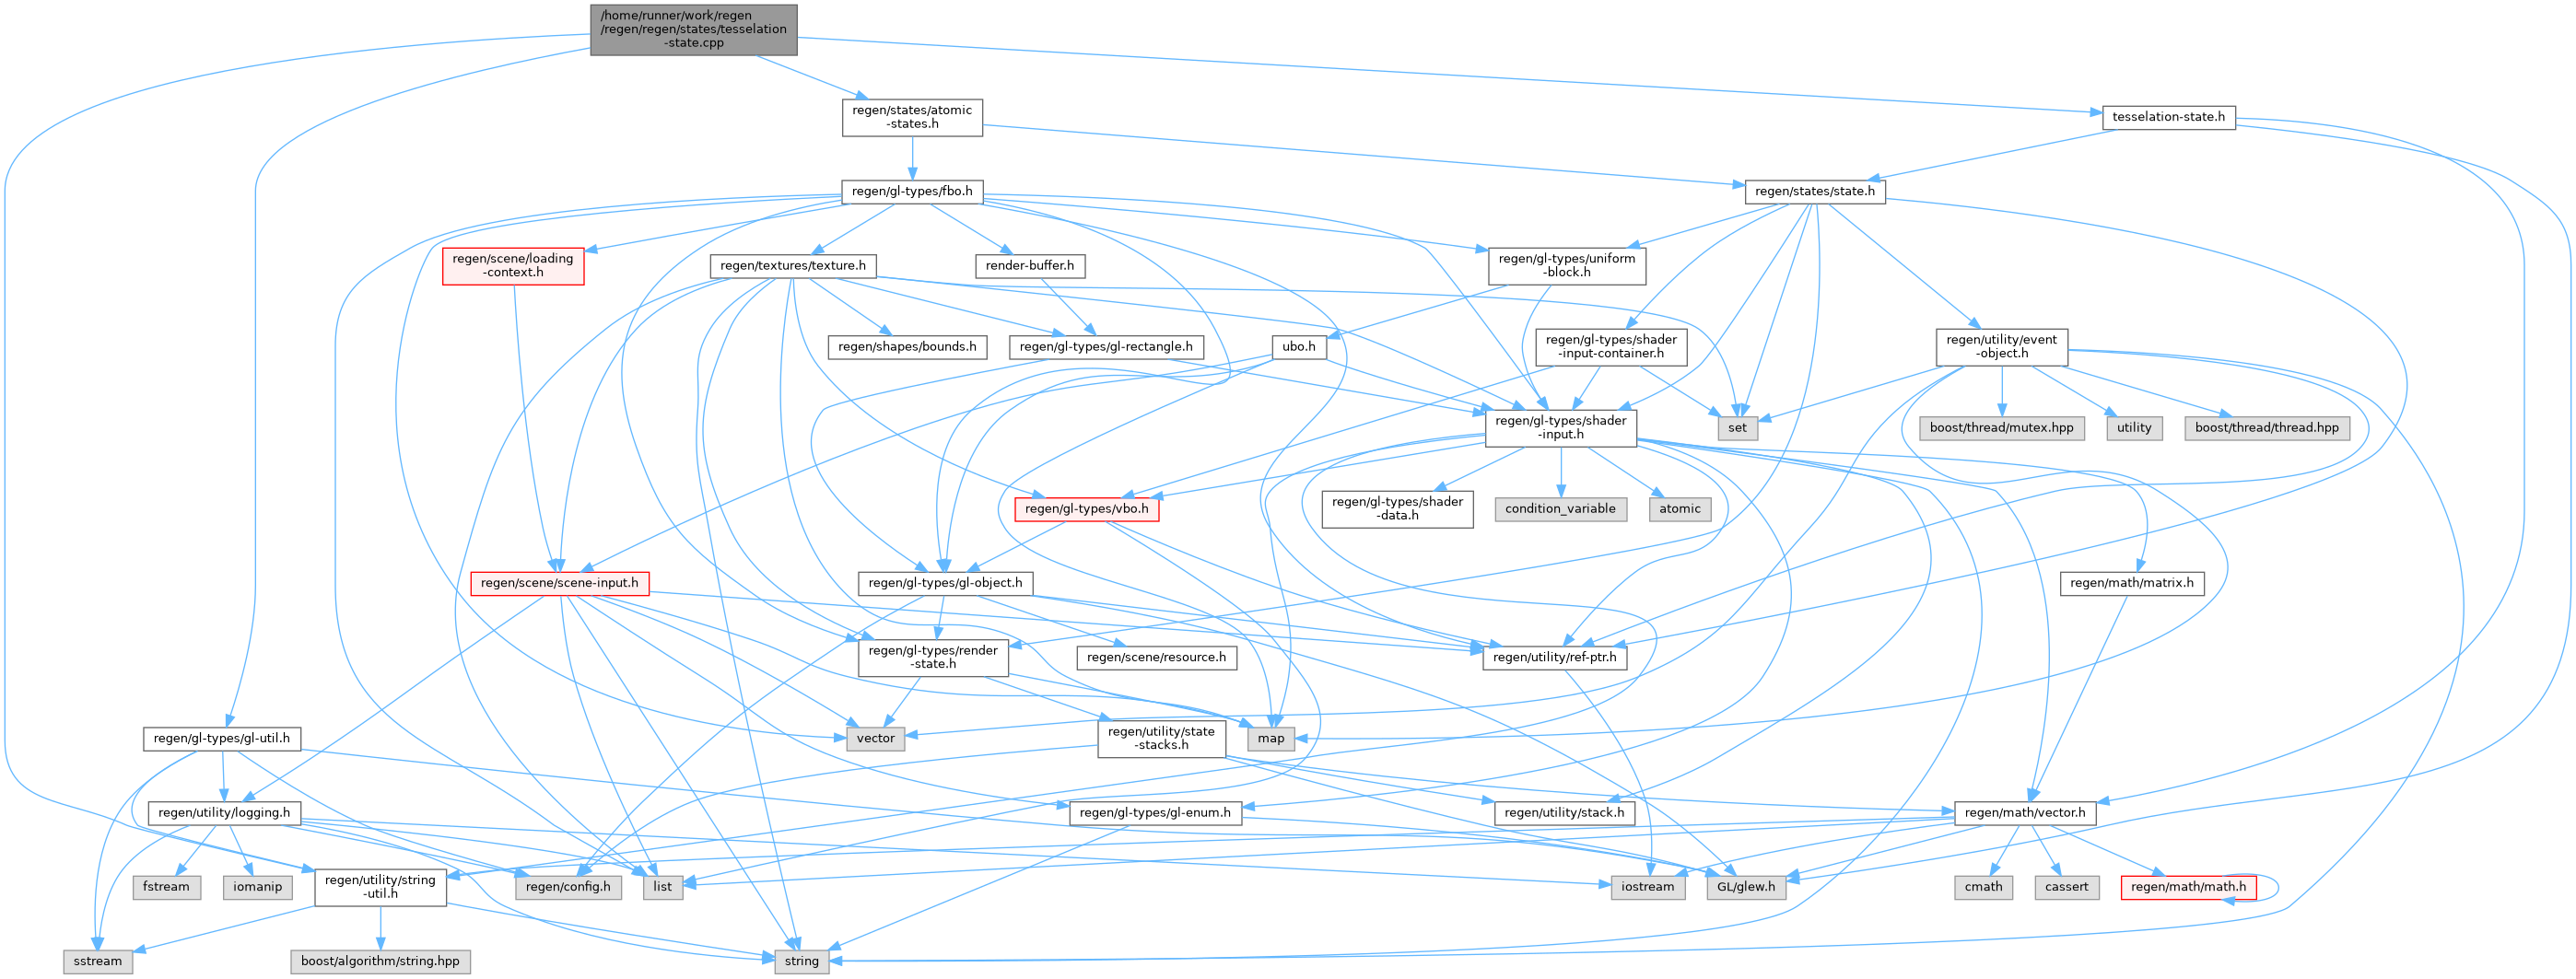 /home/runner/work/regen
/regen/regen/states/tesselation
-state.cpp
regen/states/atomic
-states.h
tesselation-state.h
regen/gl-types/fbo.h
regen/states/state.h
regen/scene/loading
-context.h
regen/textures/texture.h
render-buffer.h
regen/gl-types/uniform
-block.h
regen/shapes/bounds.h
regen/gl-types/gl-rectangle.h
ubo.h
regen/gl-types/shader
-input-container.h
regen/utility/event
-object.h
regen/gl-types/shader
-input.h
set
boost/thread/mutex.hpp
utility
boost/thread/thread.hpp
regen/gl-types/vbo.h
regen/gl-types/shader
-data.h
condition_variable
atomic
regen/scene/scene-input.h
regen/gl-types/gl-object.h
regen/math/matrix.h
regen/gl-types/render
-state.h
regen/scene/resource.h
regen/utility/ref-ptr.h
regen/gl-types/gl-util.h
vector
regen/utility/state
-stacks.h
map
regen/utility/logging.h
regen/gl-types/gl-enum.h
regen/utility/stack.h
regen/math/vector.h
fstream
iomanip
regen/utility/string
-util.h
regen/config.h
list
iostream
GL/glew.h
cmath
cassert
regen/math/math.h
sstream
boost/algorithm/string.hpp
string